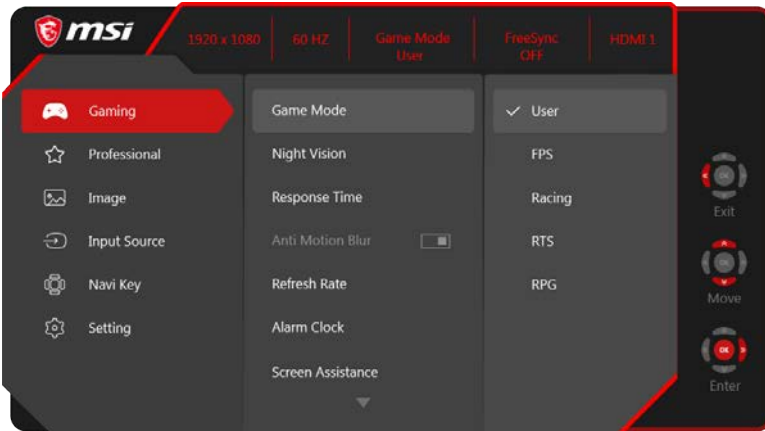 msi
1920 x 1080
60 HZ
Game Mode
User
FreeSync
OFF
HDMI 1
Gaming
Professional
Image
Input Source
Navi Key
Setting
Game Mode
Night Vision
Response Time
Anti Motion Blur
Refresh Rate
Alarm Clock
Screen Assistance
User
FPS
Racing
RTS
RPG
OK
Exit
OK
Move
OK
Enter